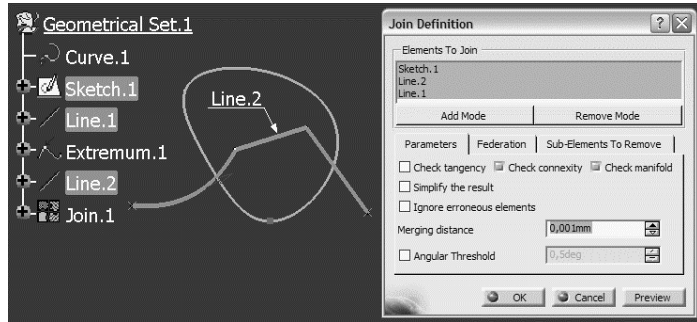 Geometrical Set.1
Curve.1
Sketch.1
Line.1
Extremum.1
Line.2
Join.1
Line.2
Join Definition
Elements To Join
Sketch.1
Line.2
Line.1
Add Mode Remove Mode
Parameters Federation Sub-Elements To Remove
Check tangency Check connexity Check manifold
Simplify the result
Ignore erroneous elements
Merging distance 0,001mm
Angular Threshold 0,5deg
OK Cancel Preview